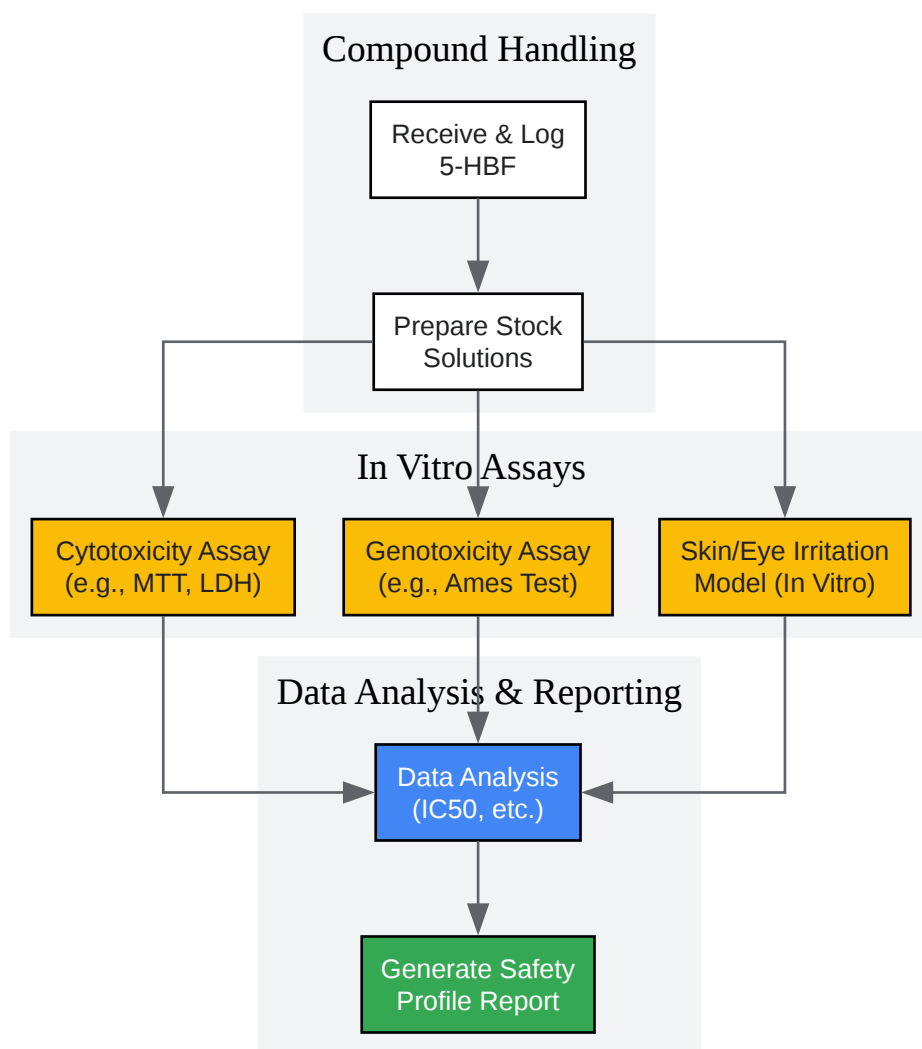 Compound Handling
Receive & Log
5-HBF
Prepare Stock
Solutions
In Vitro Assays
Cytotoxicity Assay
(e.g., MTT, LDH)
Genotoxicity Assay
(e.g., Ames Test)
Skin/Eye Irritation
Model (In Vitro)
Data Analysis & Reporting
Data Analysis
(IC50, etc.)
Generate Safety
Profile Report